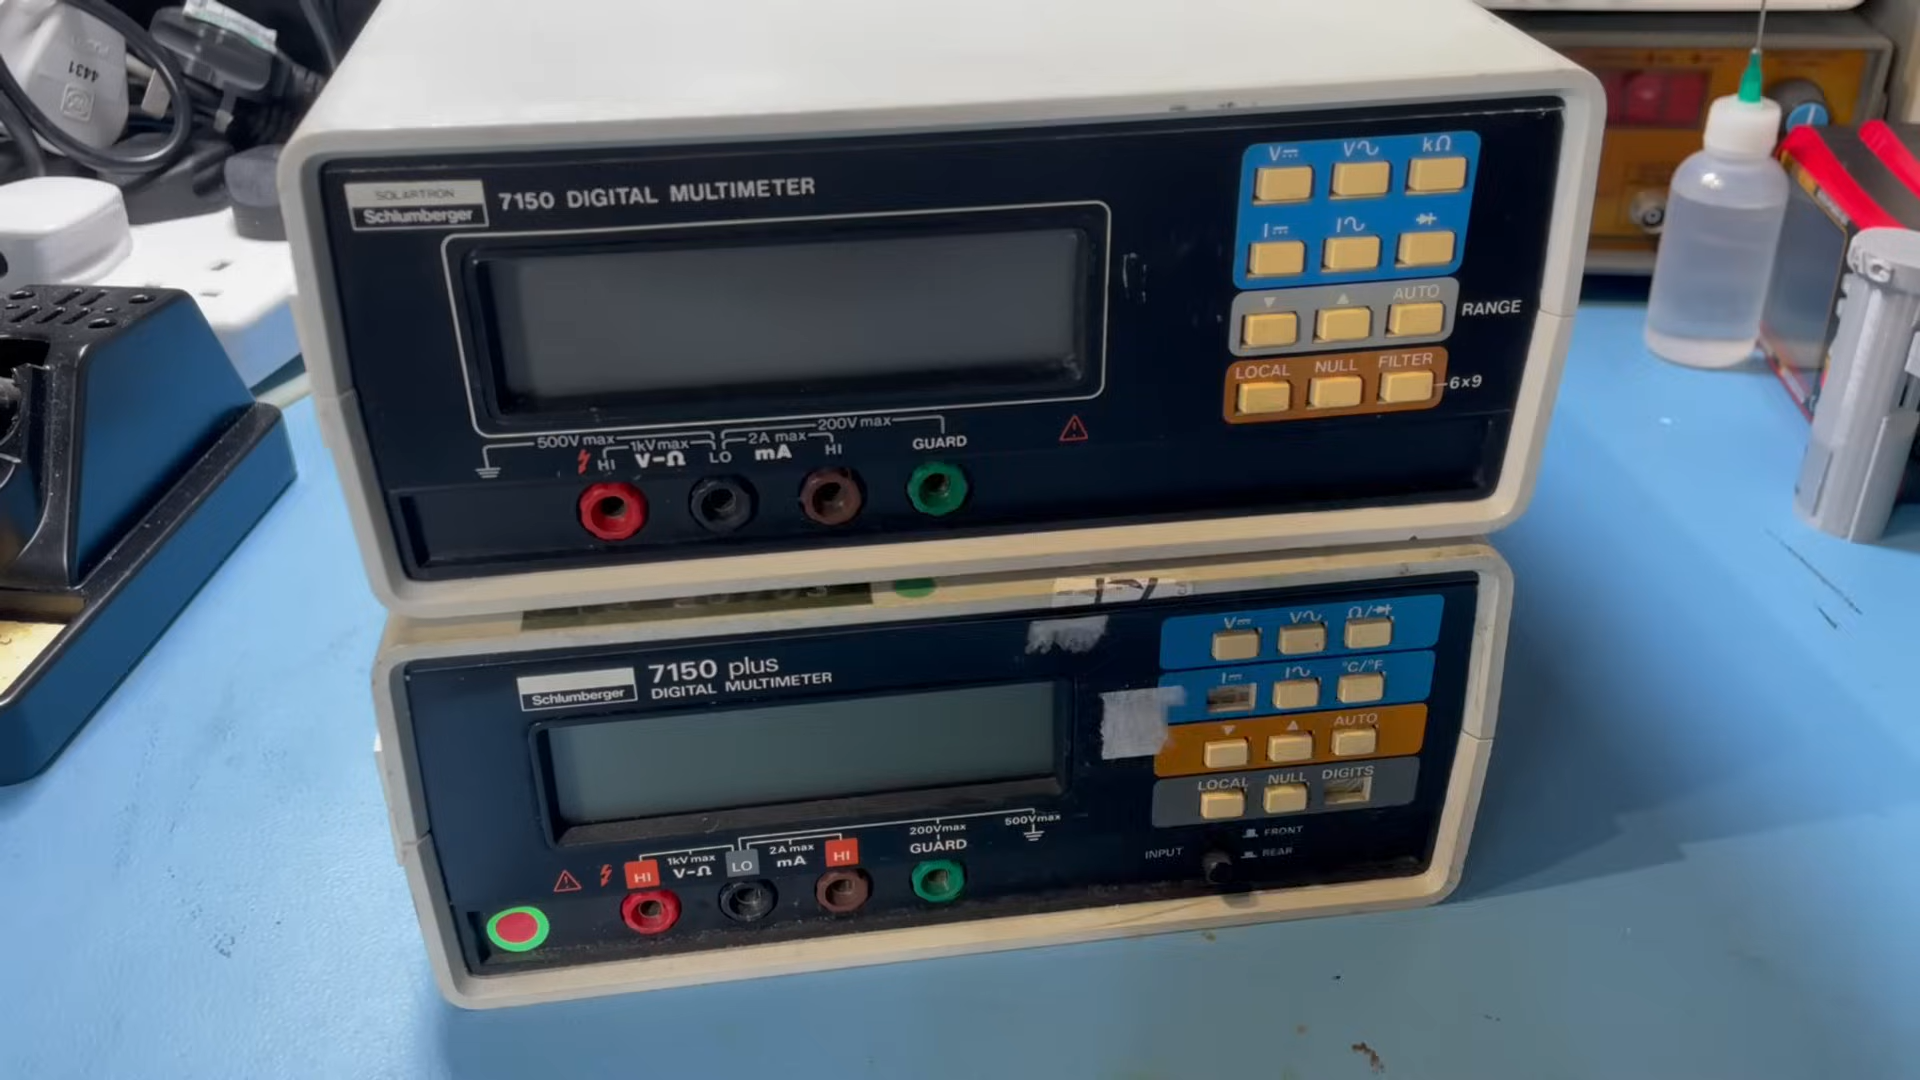 4431
SOLARTRON
Schlumberger
7150 DIGITAL MULTIMETER
V V kΩ
I I
AUTO
RANGE
LOCAL NULL FILTER
6x9
500V max 1kV max 2A max 200V max
HI V-Ω LO mA HI GUARD
Schlumberger
7150 plus
DIGITAL MULTIMETER
V V Ω/
I I °C/°F
AUTO
LOCAL NULL DIGITS
INPUT
FRONT
REAR
1kV max 2A max 200Vmax 500Vmax
HI V-Ω LO mA HI GUARD